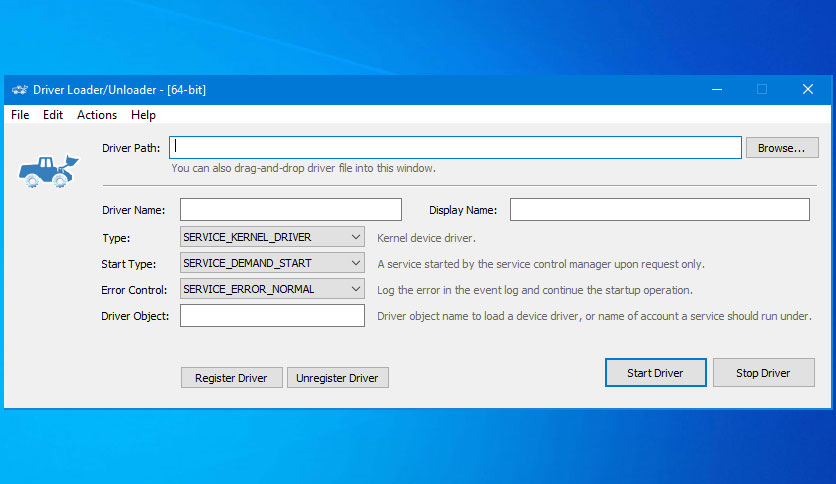 Driver Loader/Unloader - [64-bit]
File Edit Actions Help
Driver Path: Browse...
You can also drag-and-drop driver file into this window.
Driver Name: Display Name:
Type: SERVICE_KERNEL_DRIVER Kernel device driver.
Start Type: SERVICE_DEMAND_START A service started by the service control manager upon request only.
Error Control: SERVICE_ERROR_NORMAL Log the error in the event log and continue the startup operation.
Driver Object: Driver object name to load a device driver, or name of account a service should run under.
Register Driver Unregister Driver Start Driver Stop Driver